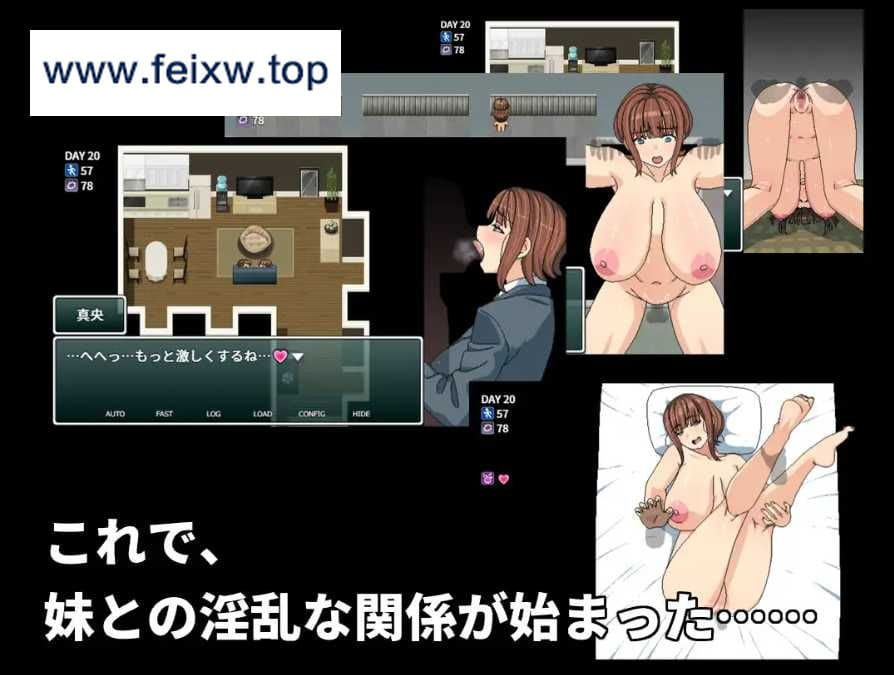 www.feixw.top
DAY 20
57
78
78
DAY 20
57
78
真央
…へへっ…もっと激しくするね…
AUTO FAST LOG LOAD CONFIG HIDE
DAY 20
57
78
これで、
妹との淫乱な関係が始まった……